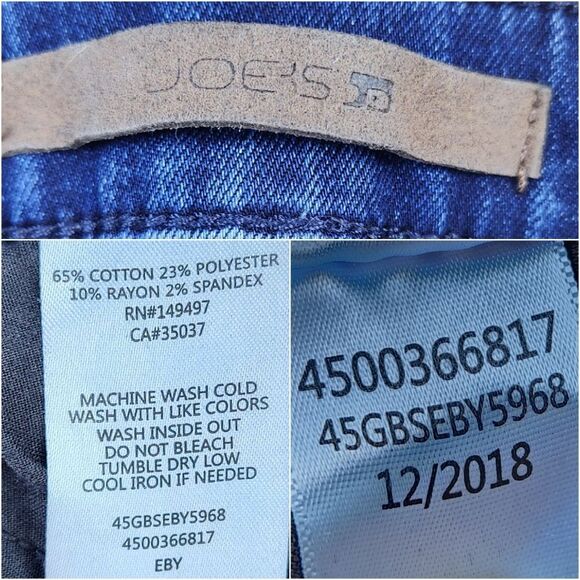 JOE'S
65% COTTON 23% POLYESTER
10% RAYON 2% SPANDEX
RN#149497
CA#35037
MACHINE WASH COLD
WASH WITH LIKE COLORS
WASH INSIDE OUT
DO NOT BLEACH
TUMBLE DRY LOW
COOL IRON IF NEEDED
45GBSEBY5968
4500366817
EBY
4500366817
45GBSEBY5968
12/2018